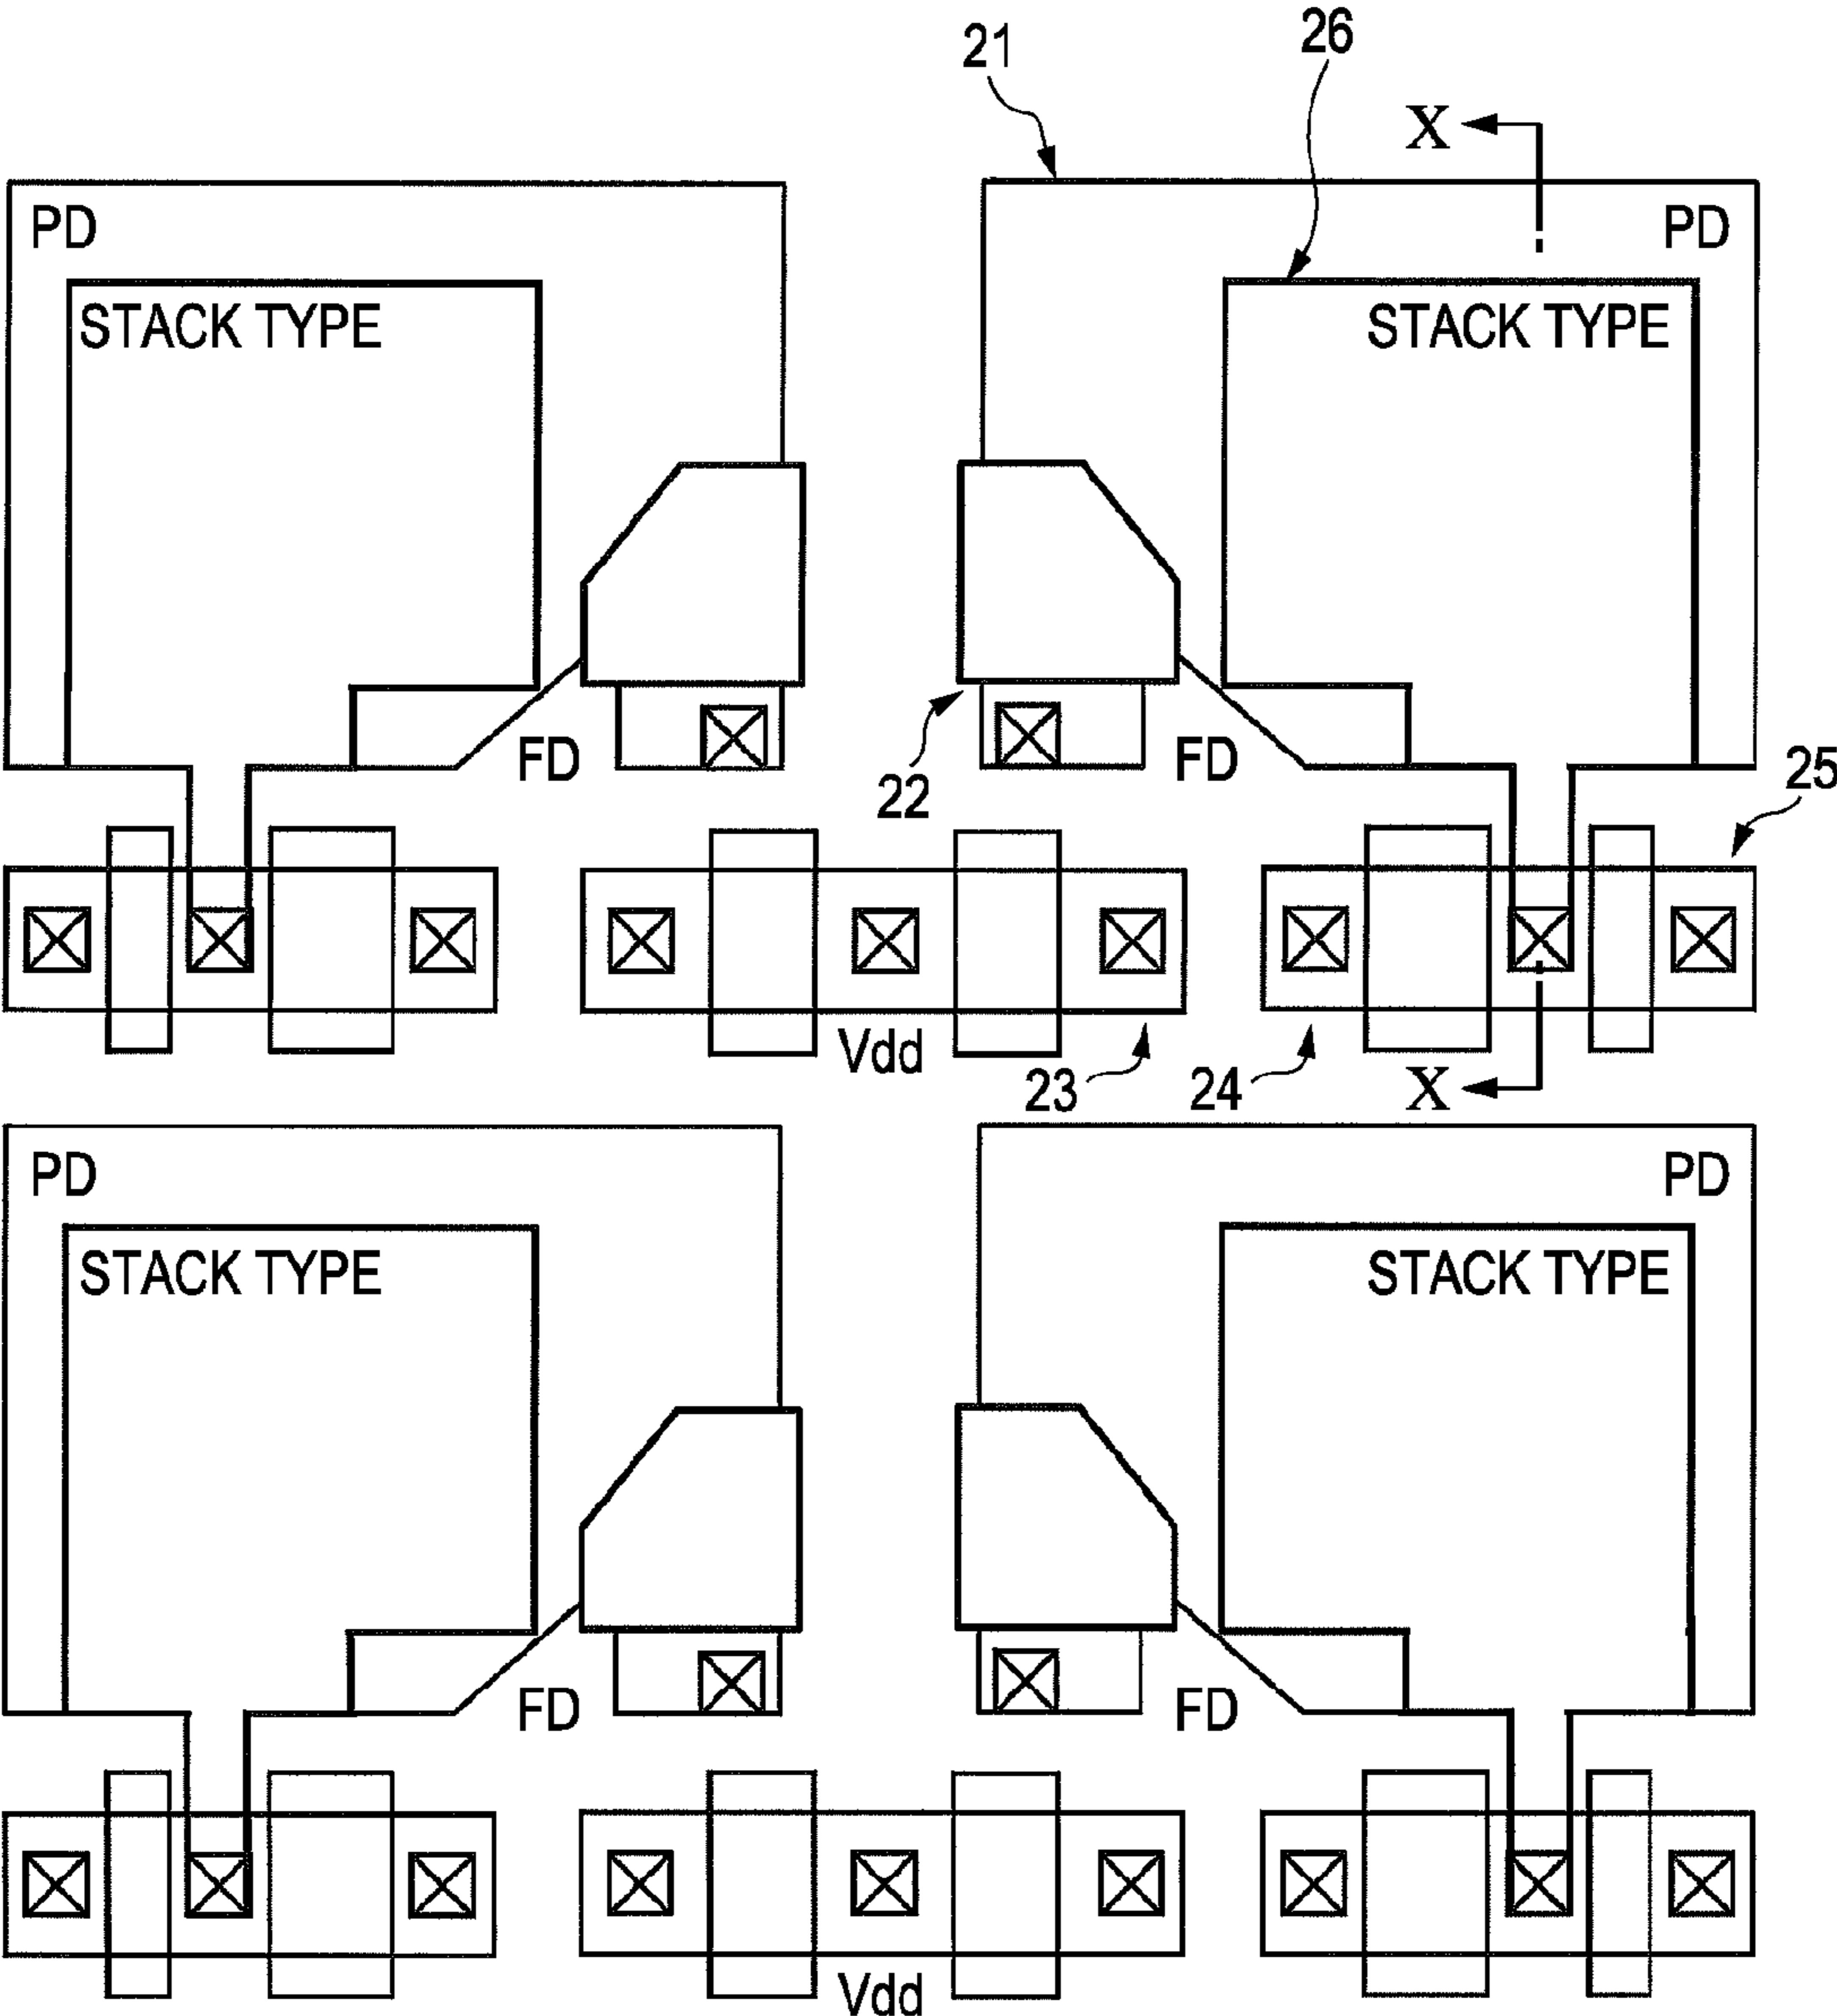 21
26
X
PD
PD
STACK TYPE
STACK TYPE
FD
22
FD
25
Vdd
23
24
X
PD
PD
STACK TYPE
STACK TYPE
FD
FD
Vdd